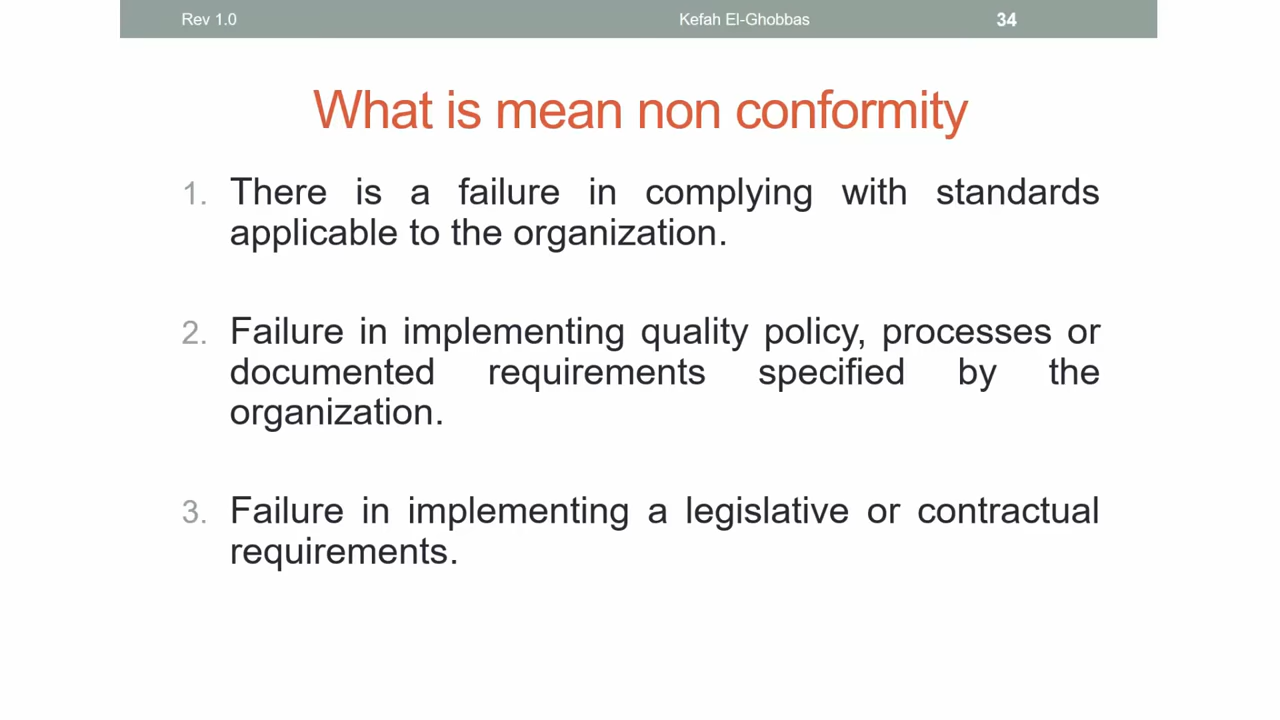 Rev 1.0 Kefah El-Ghobbas 34
What is mean non conformity
1. There is a failure in complying with standards
applicable to the organization.
2. Failure in implementing quality policy, processes or
documented requirements specified by the
organization.
3. Failure in implementing a legislative or contractual
requirements.